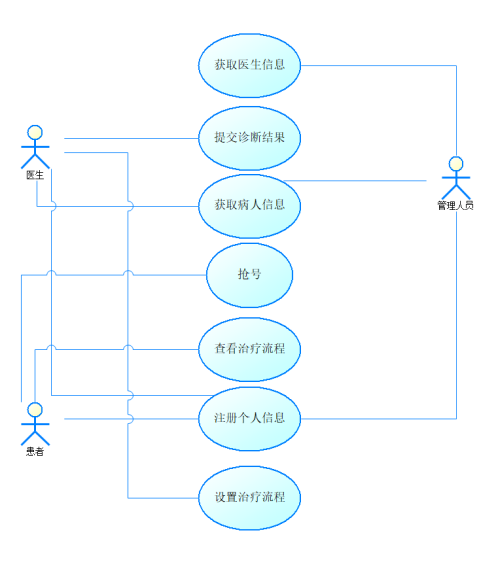 获取医生信息
提交诊断结果
医生
获取病人信息
管理人员
抢号
查看治疗流程
注册个人信息
患者
设置治疗流程